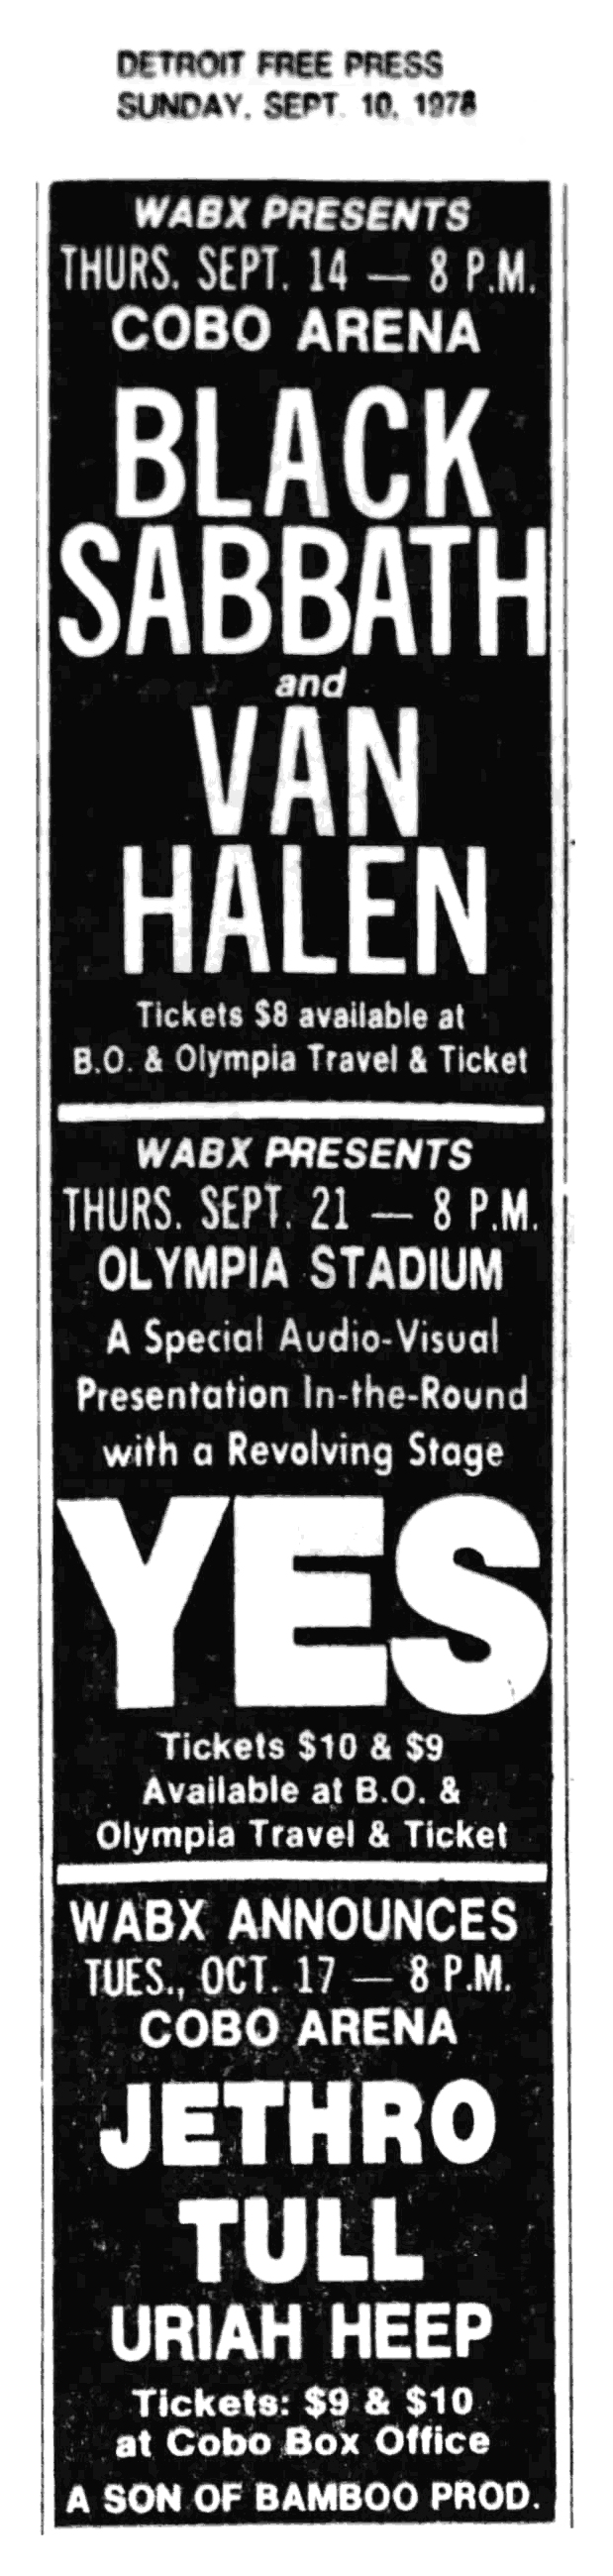 DETROIT FREE PRESS
SUNDAY, SEPT. 10, 1978
WABX PRESENTS
THURS. SEPT. 14 — 8 P.M.
COBO ARENA
BLACK
SABBATH
and
VAN
HALEN
Tickets $8 available at
B.O. & Olympia Travel & Ticket
WABX PRESENTS
THURS. SEPT. 21 — 8 P.M.
OLYMPIA STADIUM
A Special Audio-Visual
Presentation In-the-Round
with a Revolving Stage
YES
Tickets $10 & $9
Available at B.O. &
Olympia Travel & Ticket
WABX ANNOUNCES
TUES., OCT. 17 — 8 P.M.
COBO ARENA
JETHRO
TULL
URIAH HEEP
Tickets: $9 & $10
at Cobo Box Office
A SON OF BAMBOO PROD.